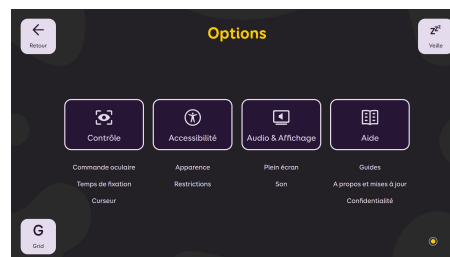 Options
Retour
zzz
Veille
Contrôle
Accessibilité
Audio & Affichage
Aide
Commande oculaire
Apparence
Plein écran
Guides
Temps de fixation
Restrictions
Son
A propos et mises à jour
Curseur
Confidentialité
G
Grid